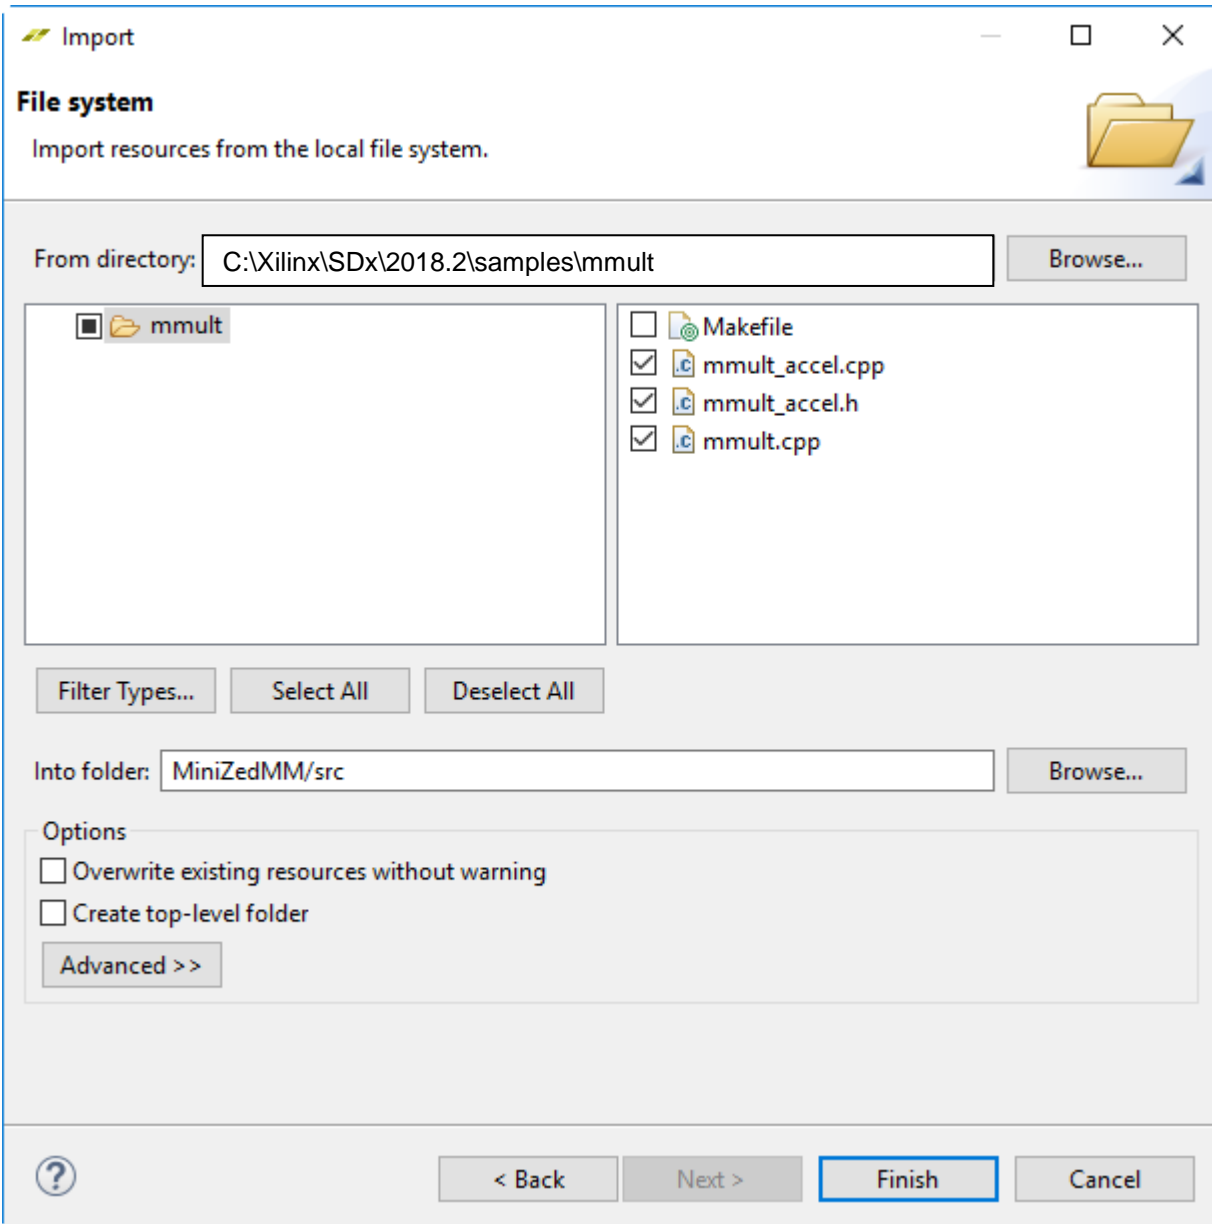 Import
File system
Import resources from the local file system.
From directory: C:\Xilinx\SDx\2018.2\samples\mmult Browse...
mmult
Makefile
.c mmult_accel.cpp
.c mmult_accel.h
.c mmult.cpp
Filter Types... Select All Deselect All
Into folder: MiniZedMM/src Browse...
Options
Overwrite existing resources without warning
Create top-level folder
Advanced >>
? < Back Next > Finish Cancel